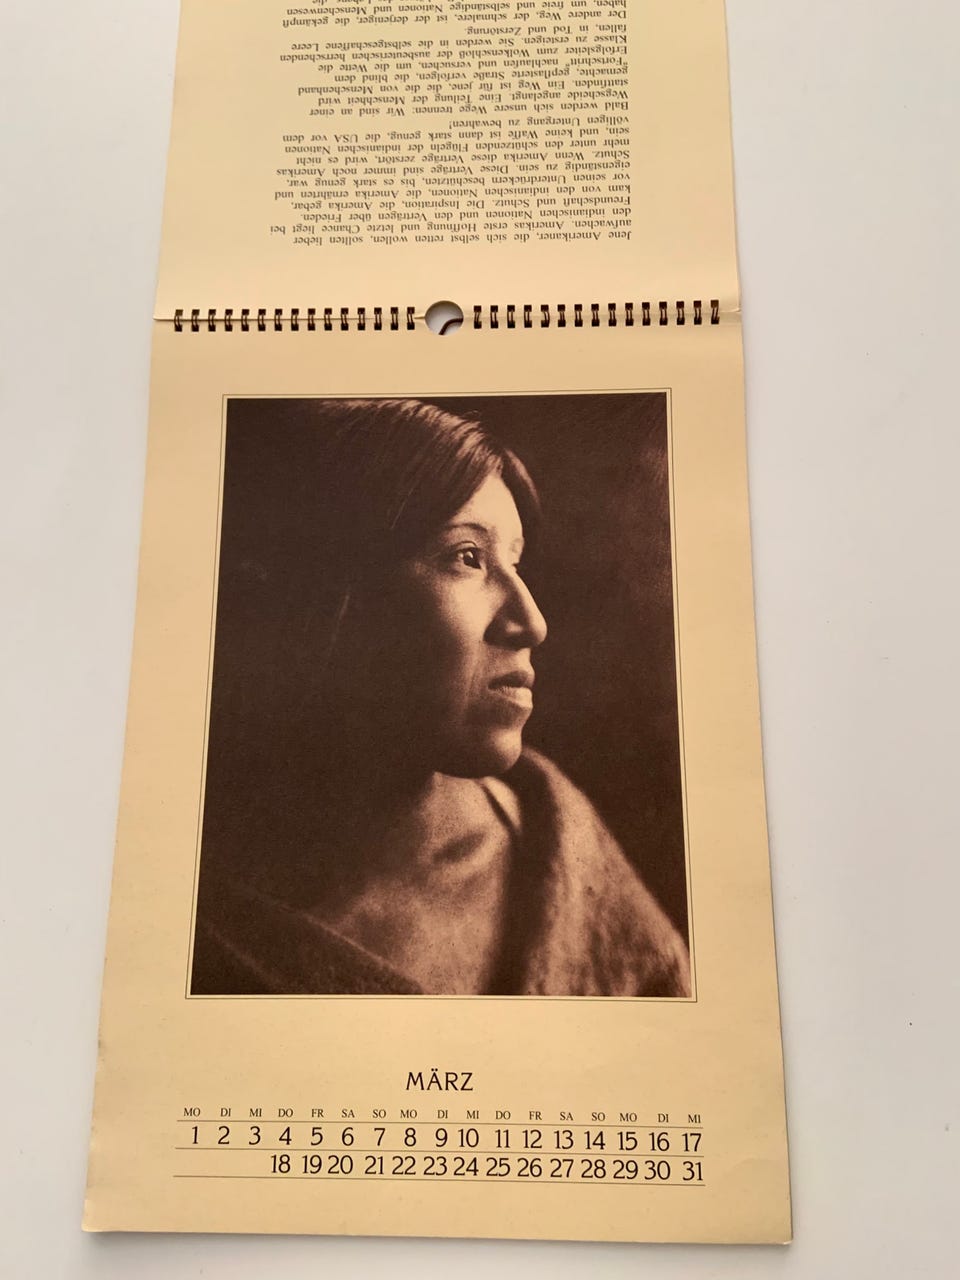 Jene Amerikaner, die sich selbst retten wollen, sollten lieber
aufwachen. Amerikas erste Hoffnung und letzte Chance liegt bei
den indianischen Nationen und den Verträgen über Frieden,
Freundschaft und Schutz. Die Inspiration, die Amerika gebar,
kam von den indianischen Nationen, die Amerika ernährten und
vor seinen Unterdrückern beschützten, bis es stark genug war,
eigenständig zu sein. Diese Verträge sind immer noch Amerikas
Schutz. Wenn Amerika diese Verträge zerstört, wird es nicht
mehr unter den schützenden Flügeln der indianischen Nationen
sein, und keine Waffe ist dann stark genug, die USA vor dem
völligen Untergang zu bewahren!
Bald werden sich unsere Wege trennen: Wir sind an einer
Wegscheide angelangt. Eine Teilung der Menschheit wird
stattfinden. Ein Weg ist für jene, die die von Menschenhand
gemachte, gepflasterte Straße verfolgen, die blind dem
"Fortschritt" nachlaufen und versuchen, um die Wette die
Erfolgsleiter zum Wolkenschloß der ausbeuterischen herrschenden
Klasse zu ersteigen. Sie werden in die selbstgeschaffene Leere
fallen, in Tod und Zerstörung.
Der andere Weg, der schmalere, ist der derjeniger, die gekämpft
haben, um freie und selbständige Nationen und Menschenwesen
MÄRZ
MO DI MI DO FR SA SO MO DI MI DO FR SA SO MO DI MI
1 2 3 4 5 6 7 8 9 10 11 12 13 14 15 16 17
18 19 20 21 22 23 24 25 26 27 28 29 30 31